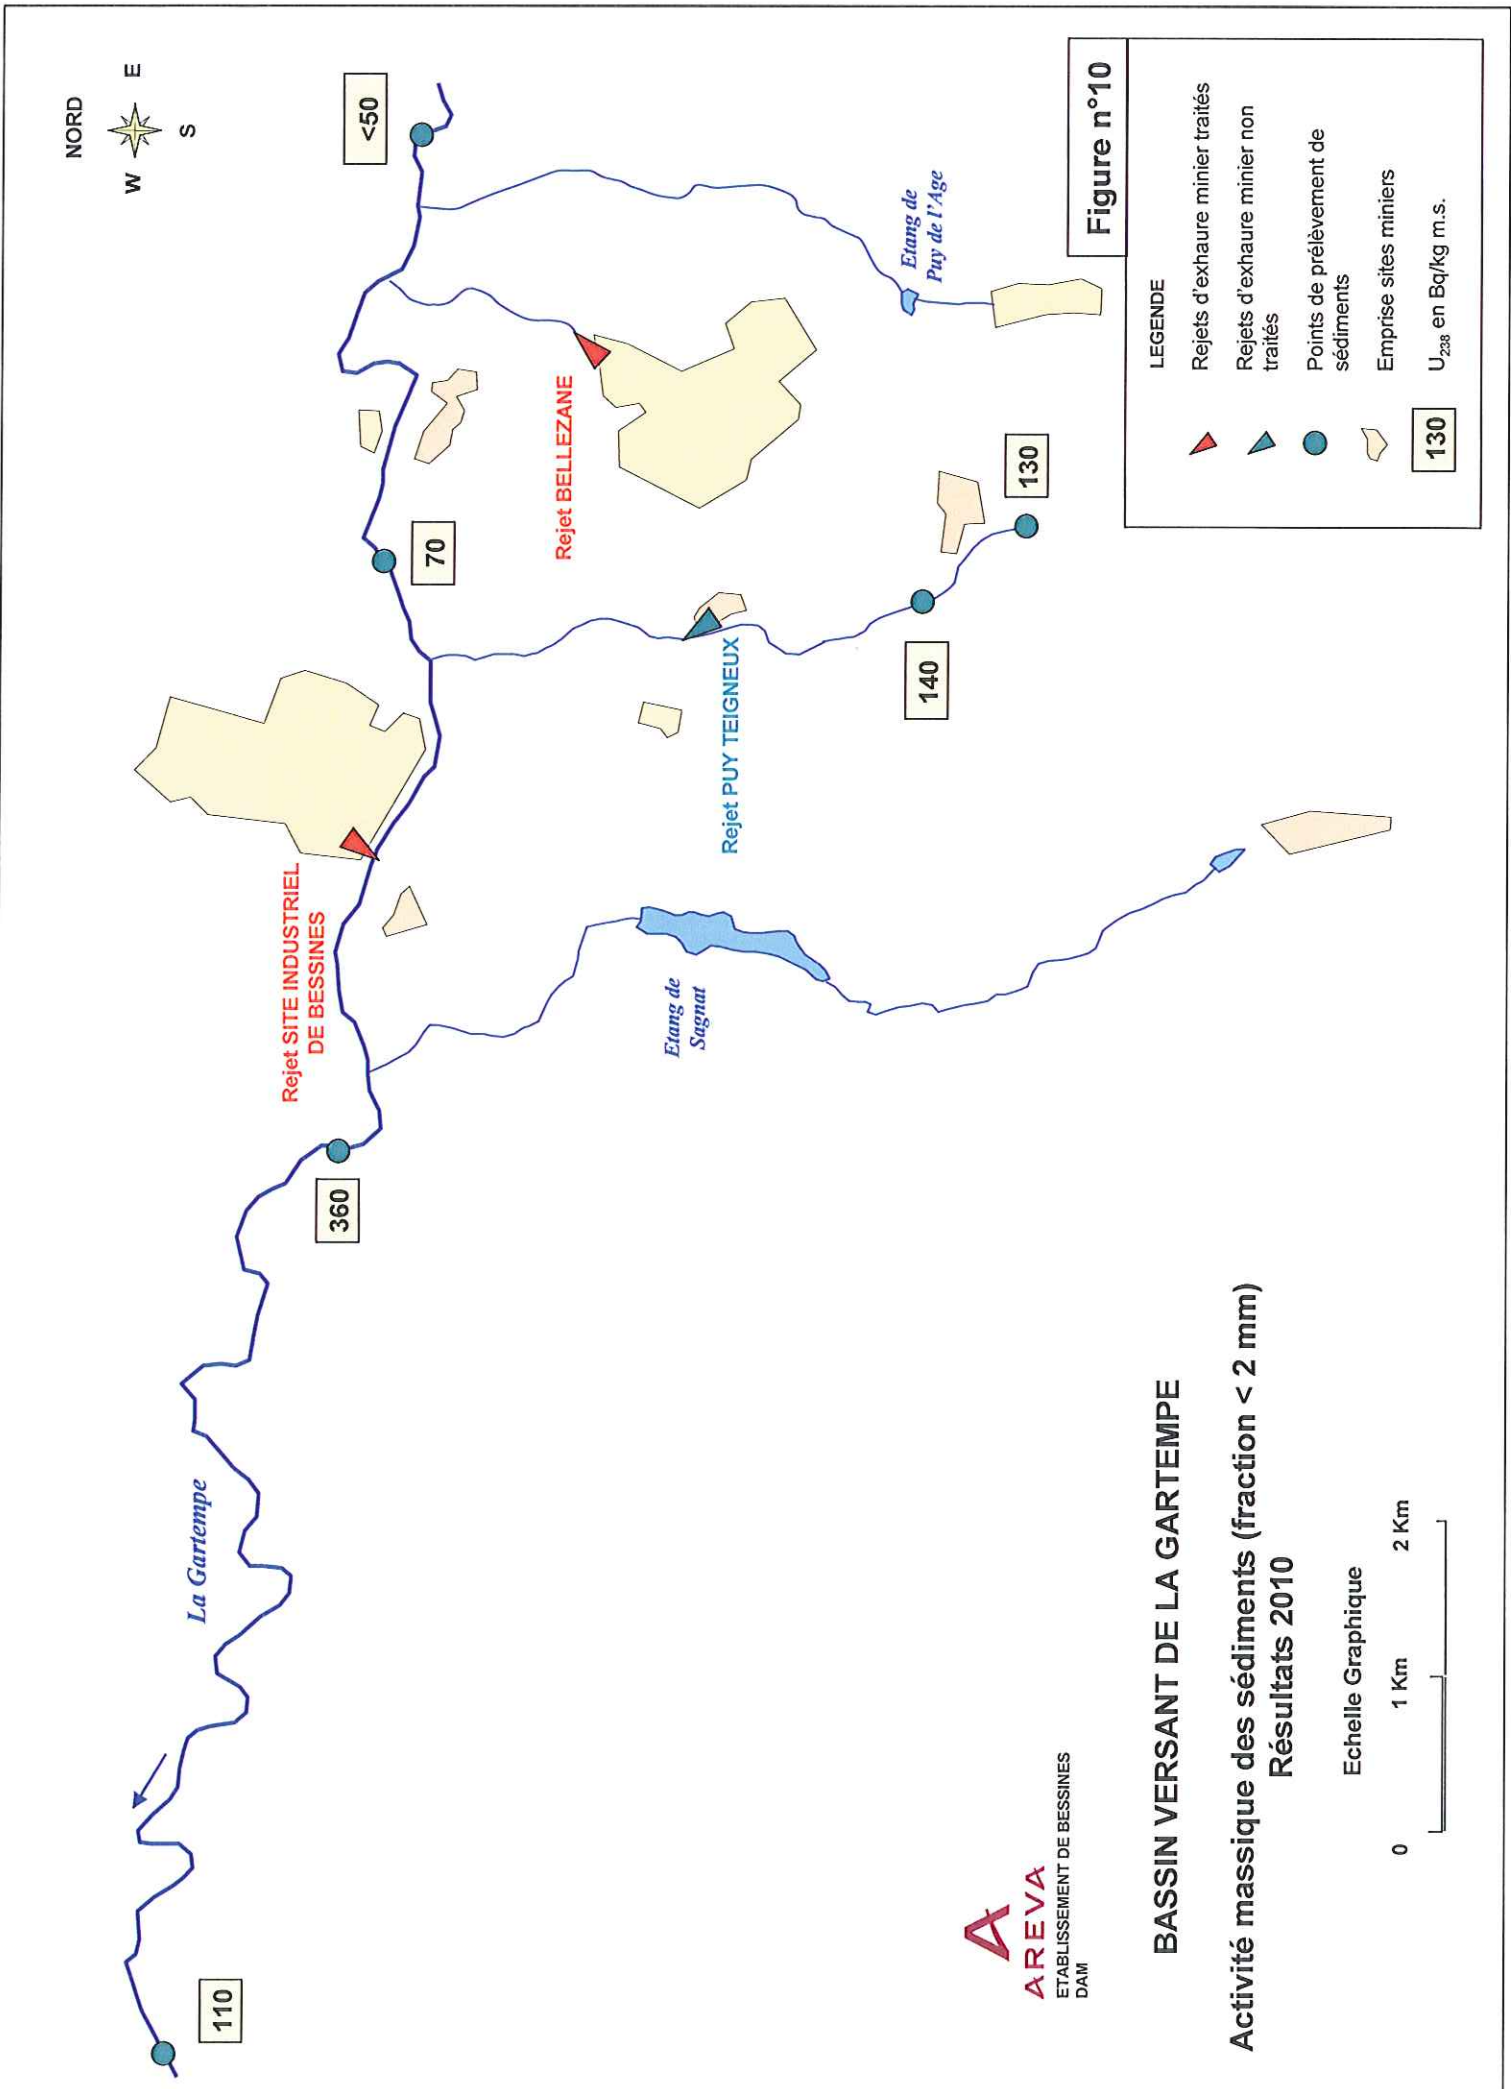 NORD
W
E
S
<50
Etang de
Puy de l'Age
Rejet BELLEZANE
70
130
140
Rejet PUY TEIGNEUX
Rejet SITE INDUSTRIEL
DE BESSINES
Etang de
Sagnat
360
La Gartempe
110
Figure n°10
LEGENDE
Rejets d'exhaure minier traités
Rejets d'exhaure minier non
traités
Points de prélèvement de
sédiments
Emprise sites miniers
130
U238 en Bq/kg m.s.
AREVA
ETABLISSEMENT DE BESSINES
DAM
BASSIN VERSANT DE LA GARTEMPE
Activité massique des sédiments (fraction < 2 mm)
Résultats 2010
Echelle Graphique
0
1 Km
2 Km